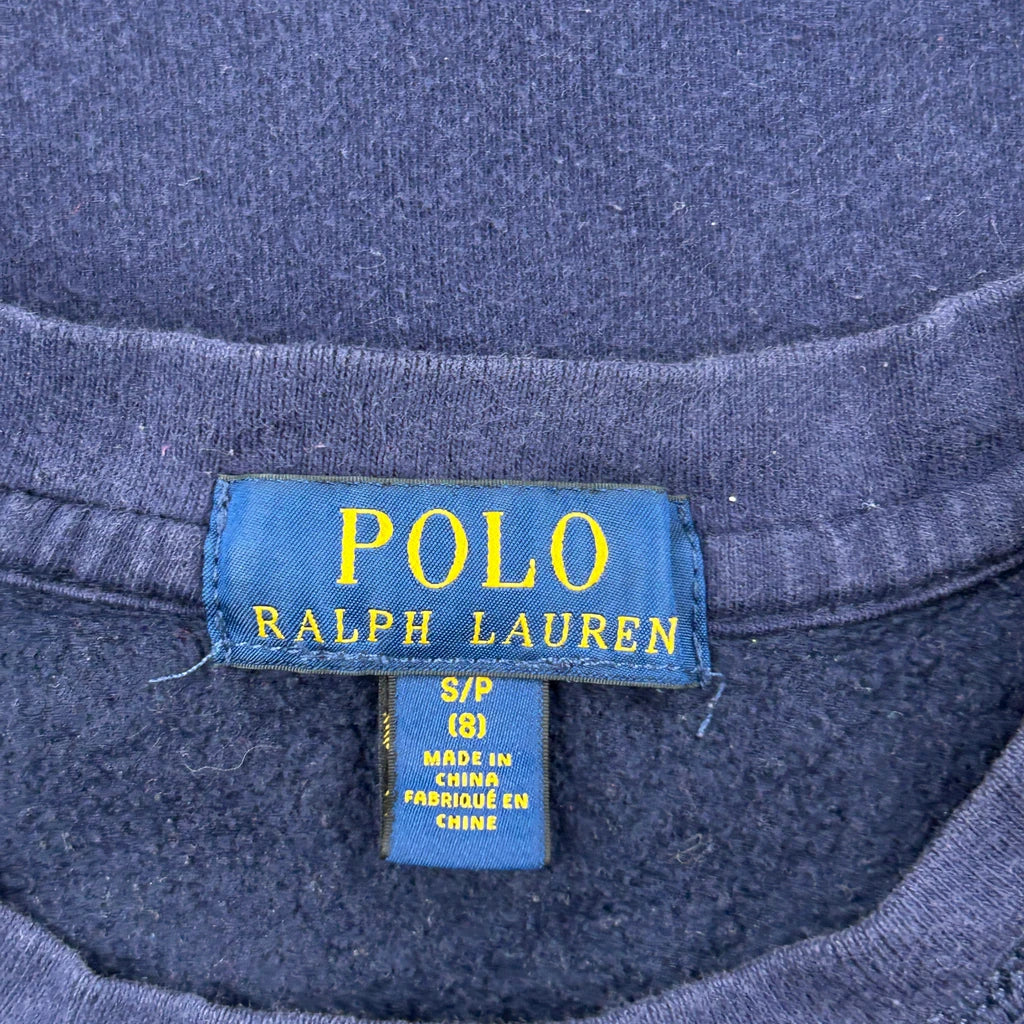 POLO
RALPH LAUREN
S/P
(8)
MADE IN
CHINA
FABRIQUÉ EN
CHINE